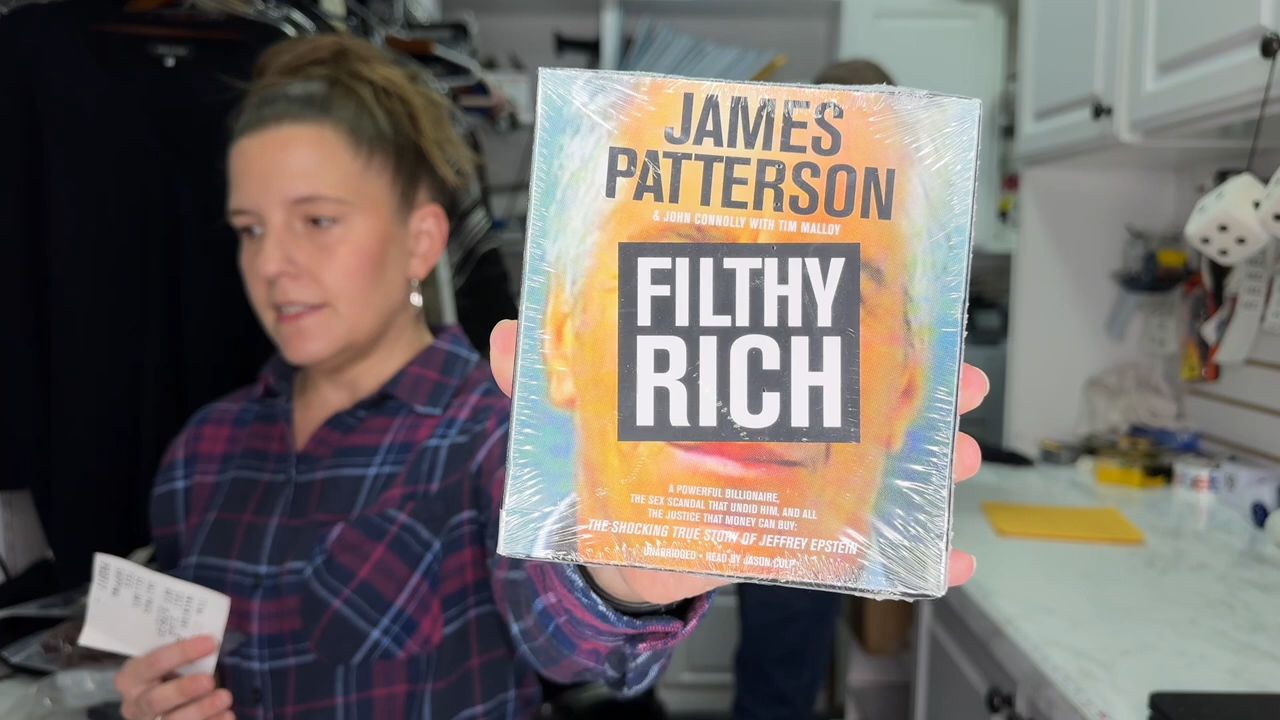 JAMES
PATTERSON
& JOHN CONNOLLY WITH TIM MALLOY
FILTHY
RICH
A POWERFUL BILLIONAIRE,
THE SEX SCANDAL THAT UNDID HIM, AND ALL
THE JUSTICE THAT MONEY CAN BUY:
THE SHOCKING TRUE STORY OF JEFFREY EPSTEIN
UNABRIDGED • READ BY JASON CULP